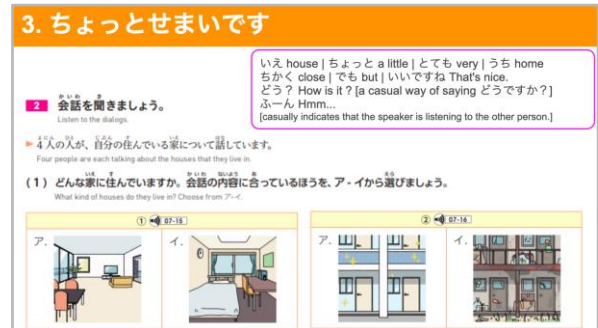 3. ちょっとせまいです
いえ house | ちょっと a little | とても very | うち home
ちかく close | でも but | いいですね That's nice.
どう？ How is it ? [a casual way of saying どうですか？]
ふーん Hmm...
[casually indicates that the speaker is listening to the other person.]
2 会話を聞きましょう。
Listen to the dialogs.
▶ 4人の人が、自分の住んでいる家について話しています。
Four people are each talking about the houses that they live in.
(1) どんな家に住んでいますか。会話の内容に合っているほうを、ア - イから選びましょう。
What kind of houses do they live in? Choose from ア-イ.
① 07-15
ア.
イ.
② 07-16
ア.
イ.